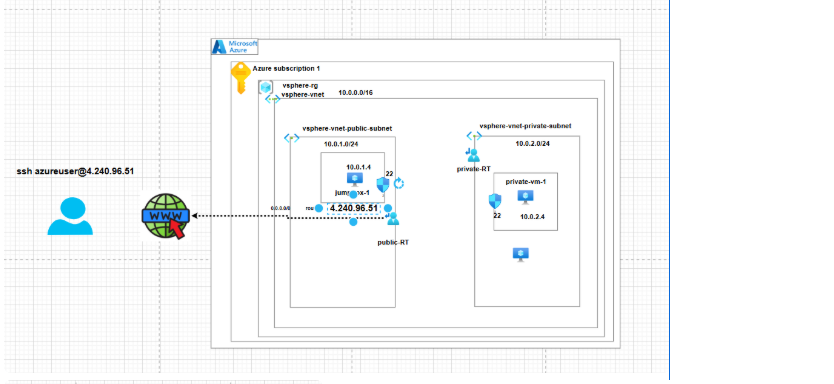 Microsoft
Azure
Azure subscription 1
vsphere-rg
vsphere-vnet
10.0.0.0/16
vsphere-vnet-public-subnet
10.0.1.0/24
vsphere-vnet-private-subnet
10.0.2.0/24
ssh azureuser@4.240.96.51
10.0.1.4
22
private-RT
private-vm-1
WWW
0.0.0.0/0
4.240.96.51
22
10.0.2.4
public-RT